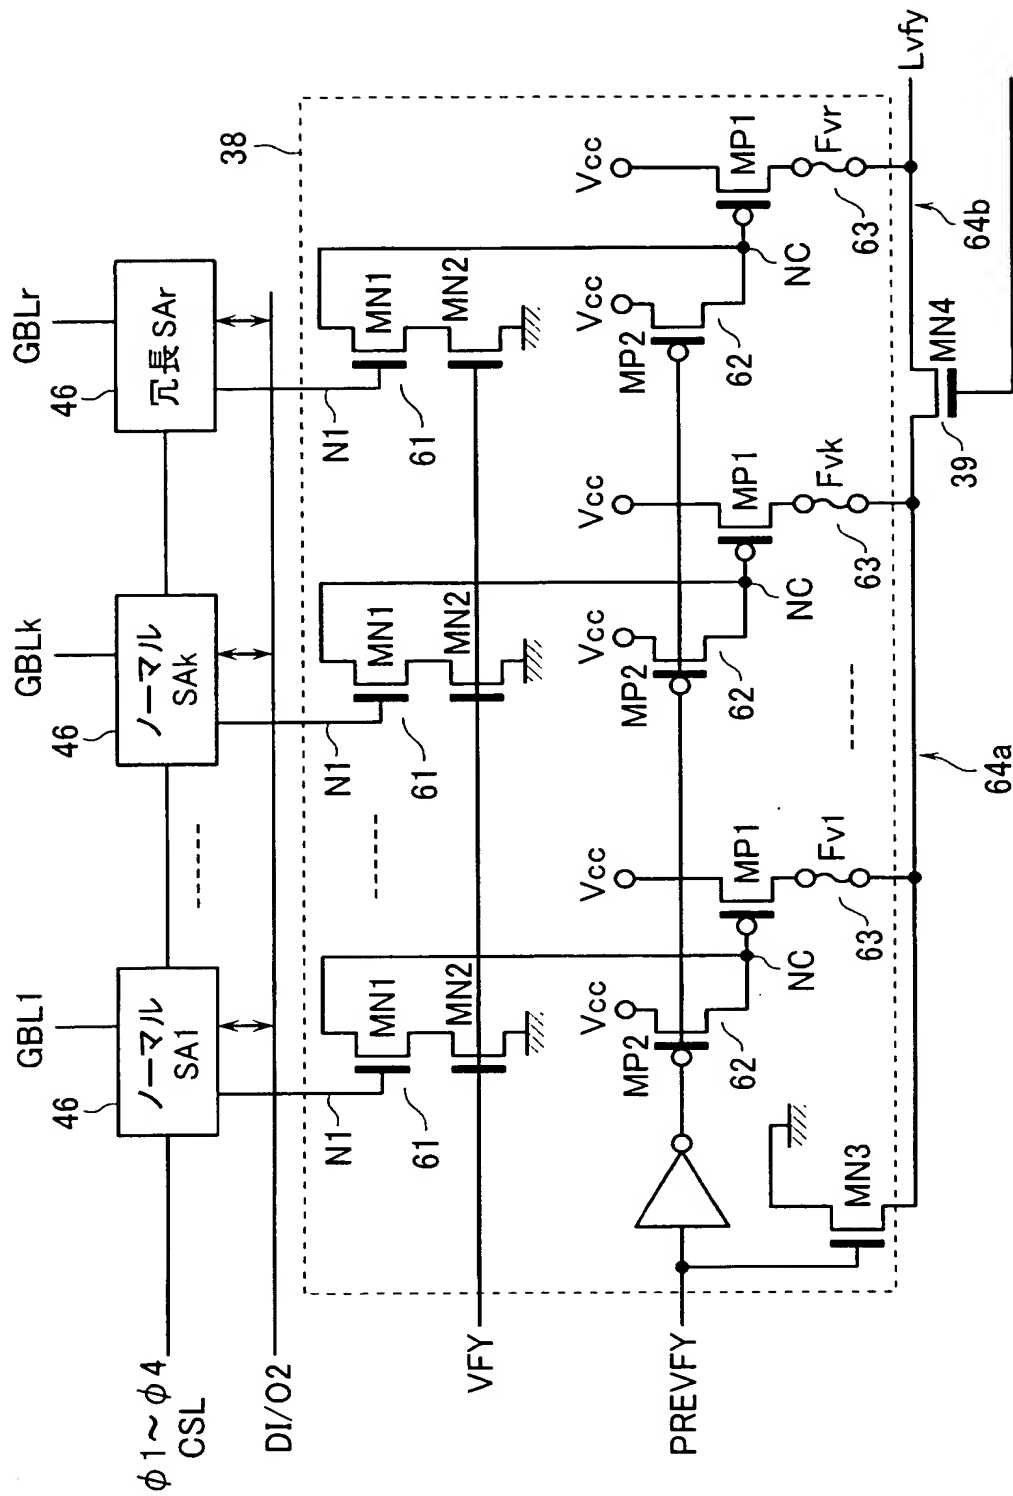 GBL1
GBLk
GBLr
46
46
46
ノーマル
SA1
ノーマル
SAk
冗長 SAr
φ1~φ4
CSL
DI/O2
N1
N1
N1
38
61
MN1
61
MN1
61
MN1
MN2
MN2
MN2
VFY
Vcc
Vcc
Vcc
Vcc
Vcc
Vcc
MP2
MP2
MP2
62
62
62
MP1
MP1
MP1
NC
NC
NC
PREVFY
MN3
63
Fv1
63
Fvk
63
Fvr
Lvfy
64a
39
MN4
64b